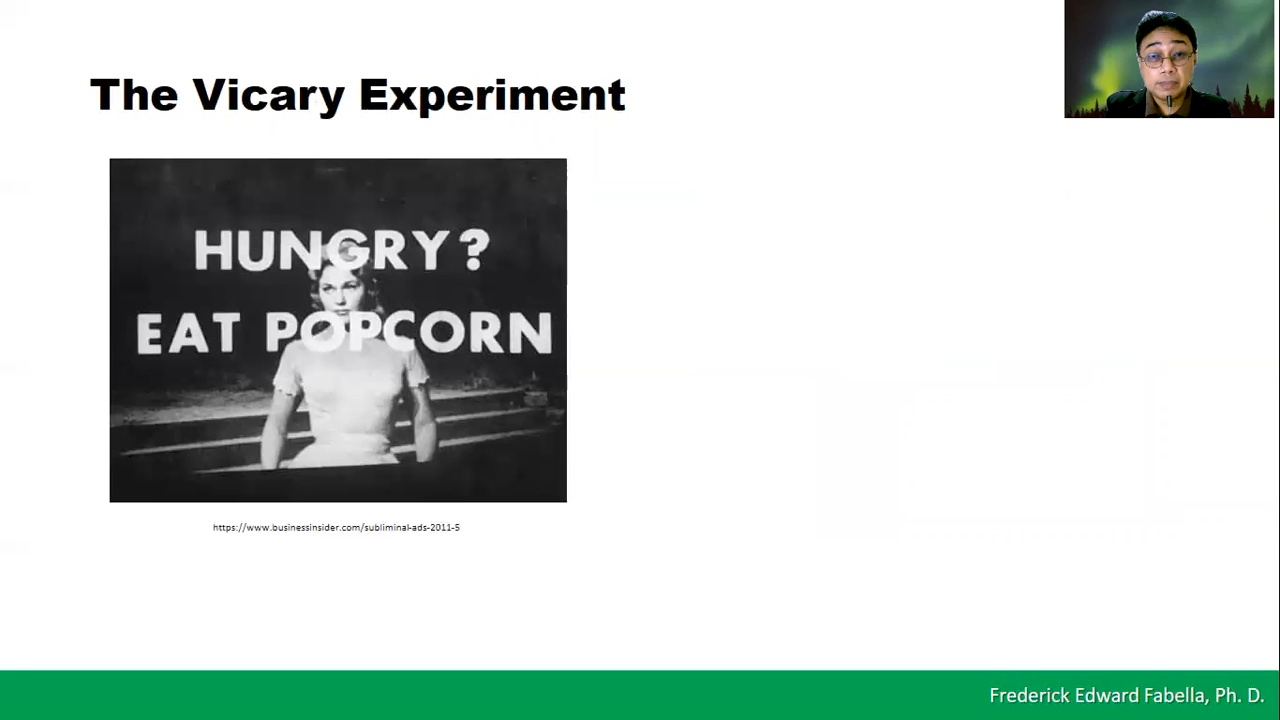 The Vicary Experiment
HUNGRY?
EAT POPCORN
https://www.businessinsider.com/subliminal-ads-2011-5
Frederick Edward Fabella, Ph. D.